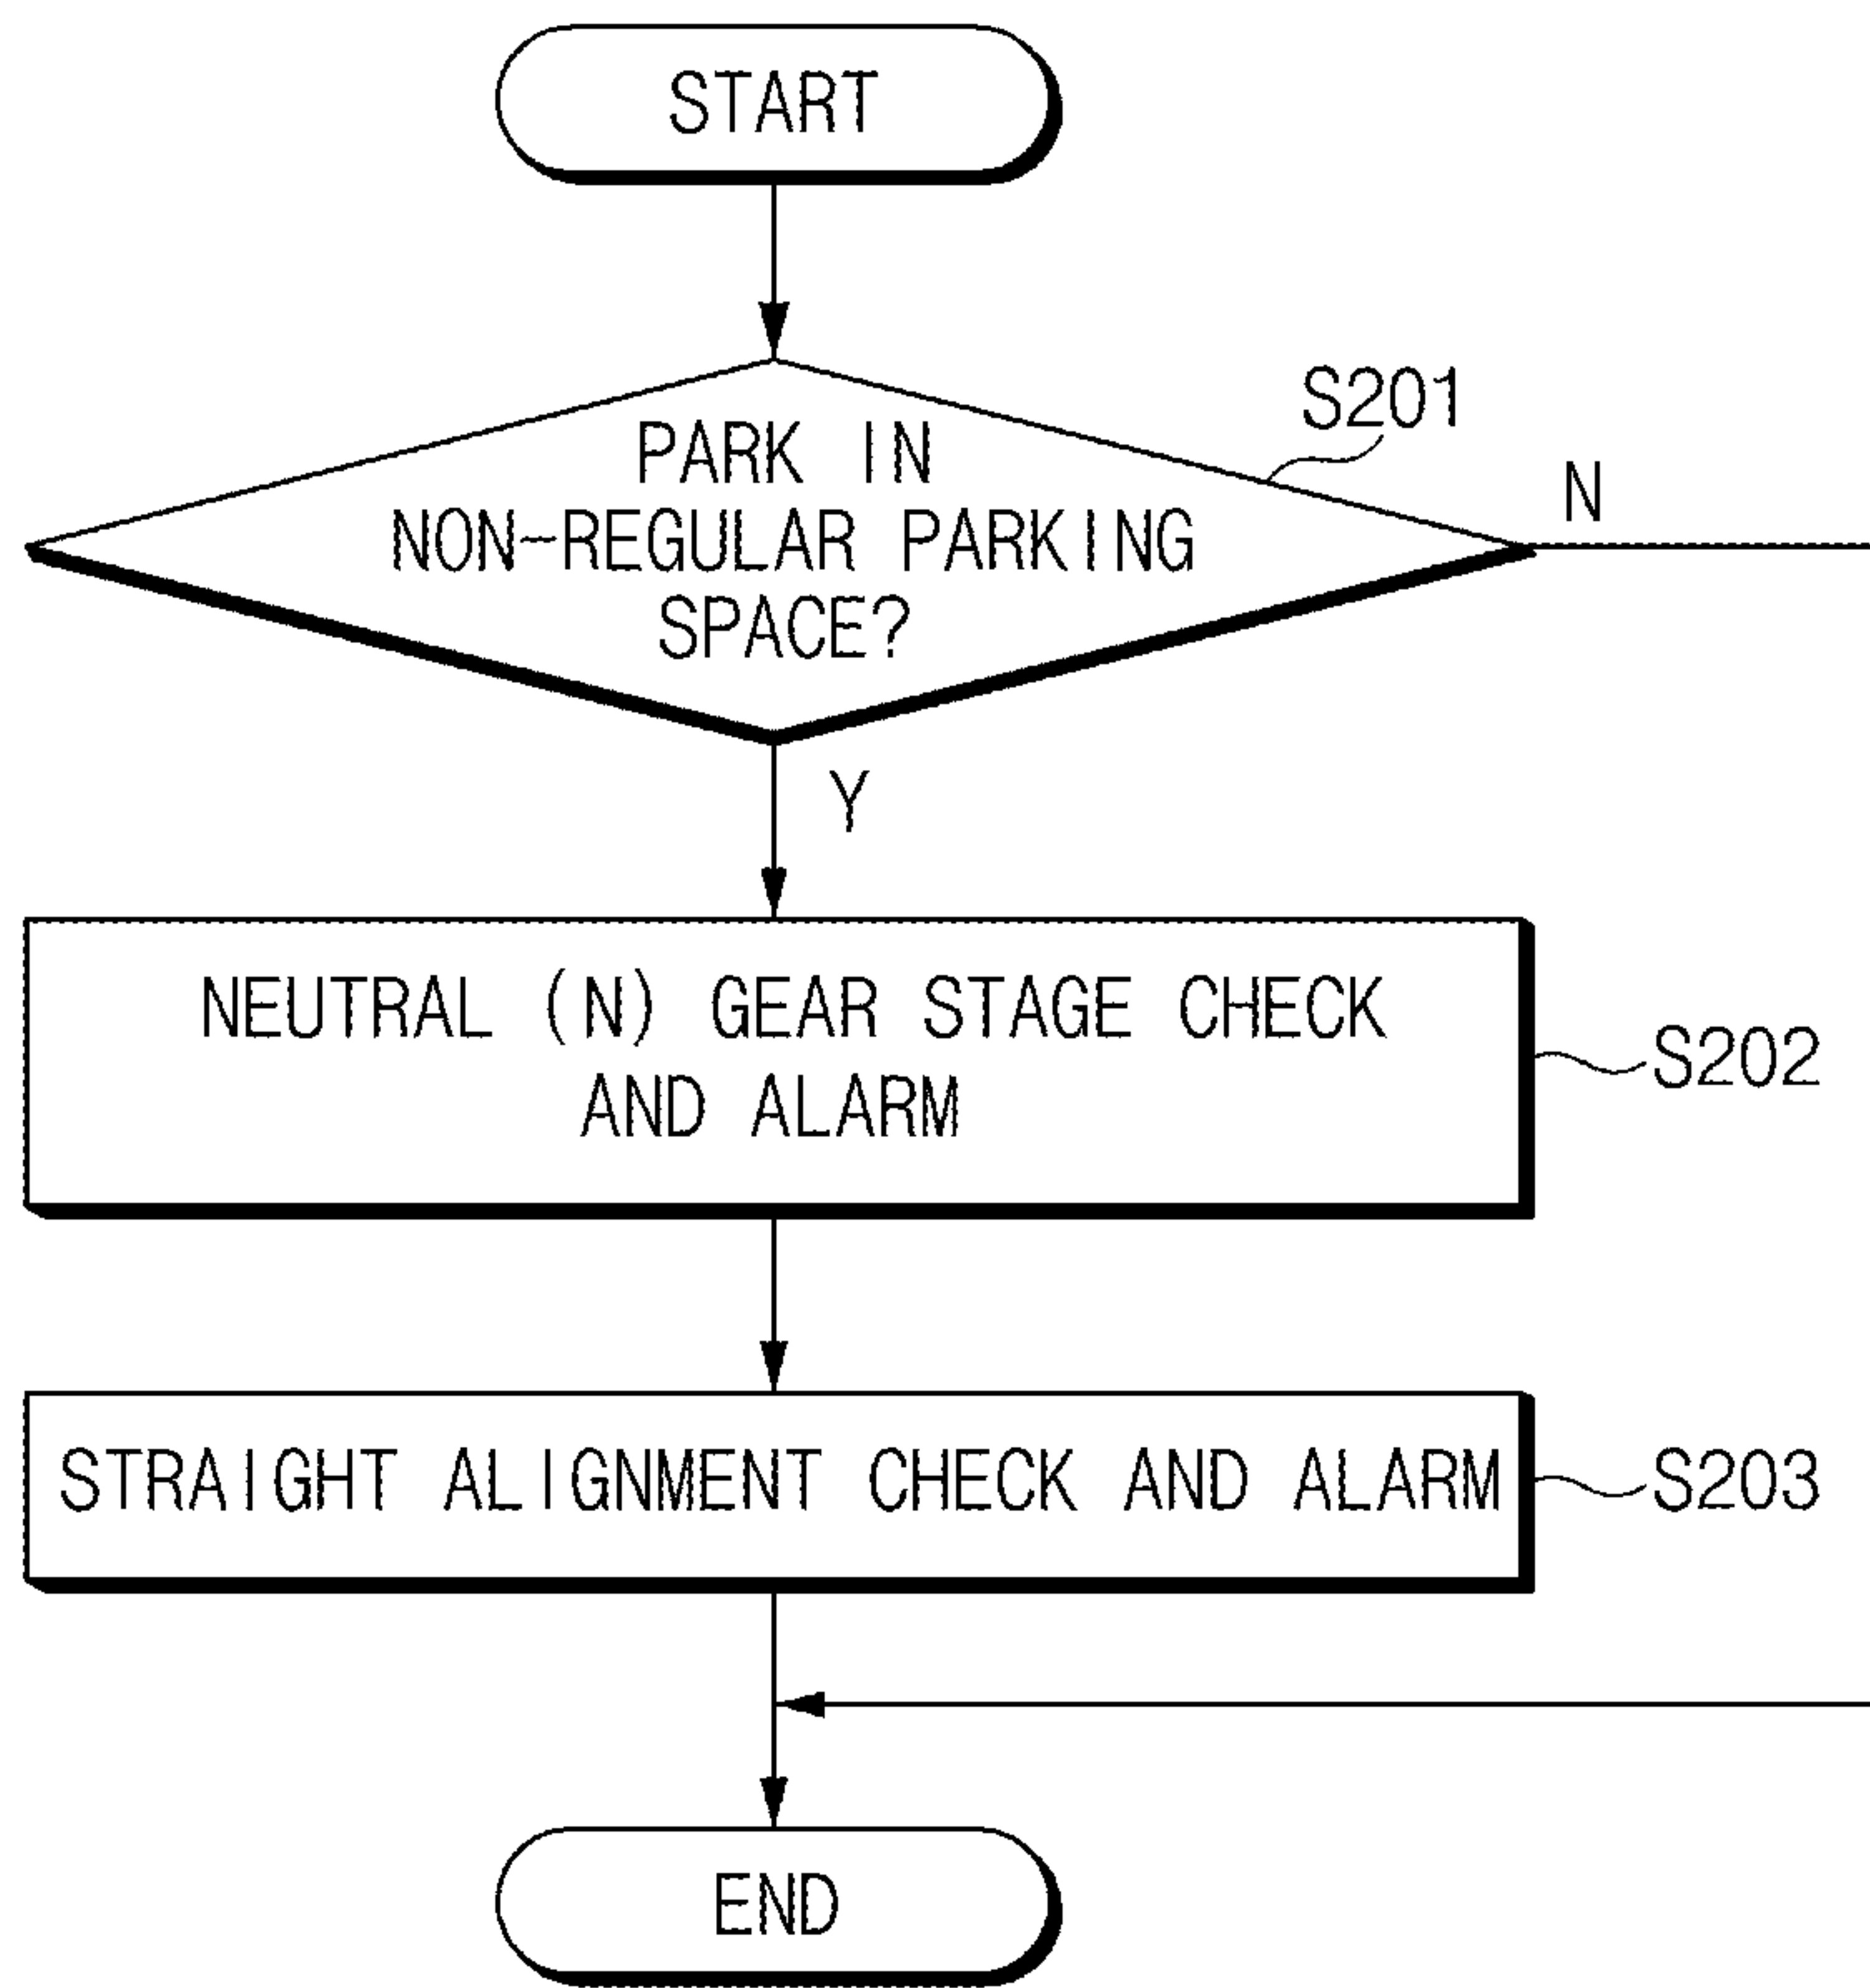 START
S201
PARK IN
N
NON-REGULAR PARKING
SPACE?
Y
NEUTRAL (N) GEAR STAGE CHECK
AND ALARM
S202
STRAIGHT ALIGNMENT CHECK AND ALARM
S203
END